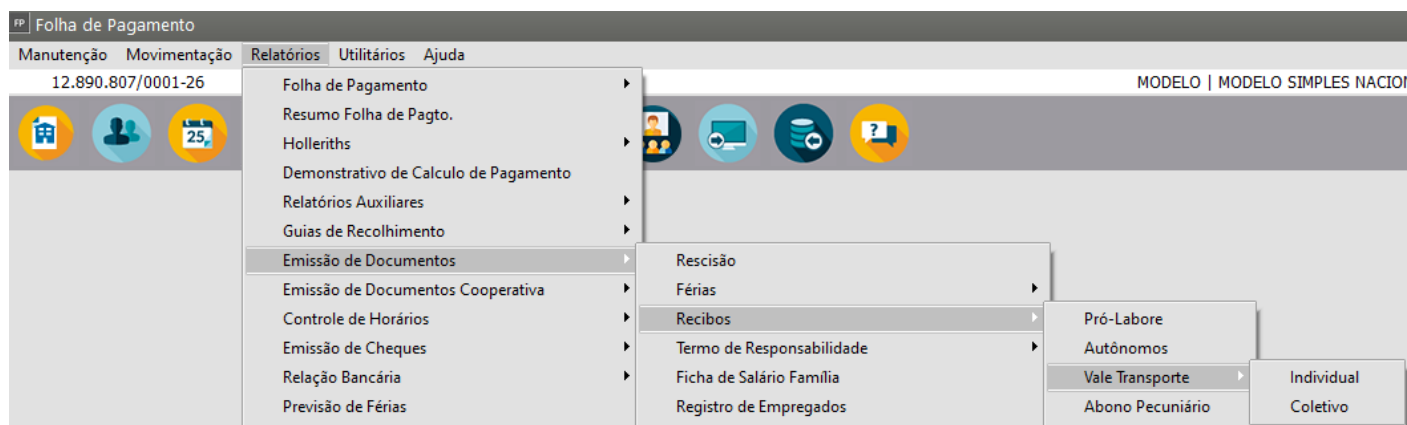 FP Folha de Pagamento
Manutenção Movimentação Relatórios Utilitários Ajuda
12.890.807/0001-26
MODELO | MODELO SIMPLES NACION
25
?
Folha de Pagamento
Resumo Folha de Pagto.
Holleriths
Demonstrativo de Calculo de Pagamento
Relatórios Auxiliares
Guias de Recolhimento
Emissão de Documentos
Emissão de Documentos Cooperativa
Controle de Horários
Emissão de Cheques
Relação Bancária
Previsão de Férias
Rescisão
Férias
Recibos
Termo de Responsabilidade
Ficha de Salário Família
Registro de Empregados
Pró-Labore
Autônomos
Vale Transporte
Abono Pecuniário
Individual
Coletivo